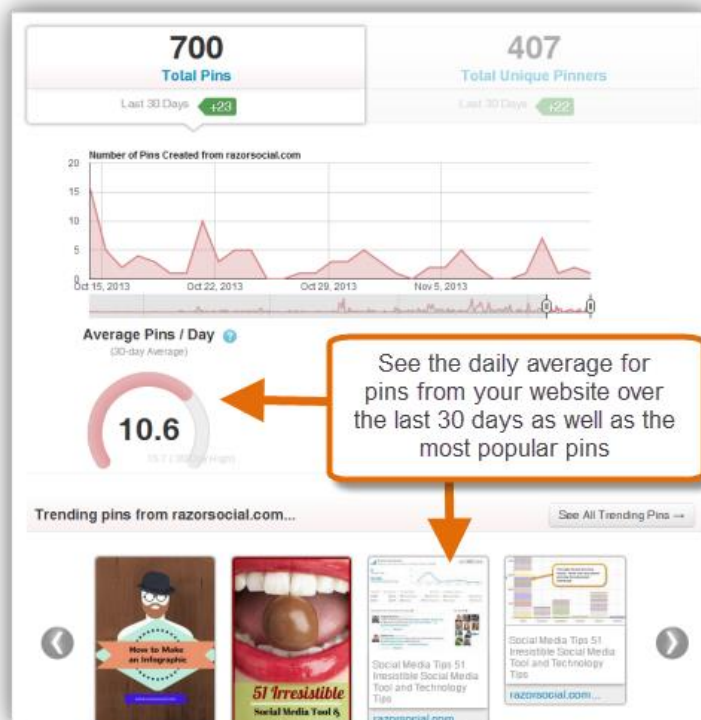 700
Total Pins
Last 30 Days +23
407
Total Unique Pinners
Last 30 Days +22
Number of Pins Created from razorsocial.com
20
15
10
5
0
Oct 15, 2013
Oct 22, 2013
Oct 29, 2013
Nov 5, 2013
Average Pins / Day ?
(30-day Average)
10.6
See the daily average for
pins from your website over
the last 30 days as well as the
most popular pins
Trending pins from razorsocial.com...
See All Trending Pins →
How to Make
an Infographic
51 Irresistible
Social Media Tool &
Social Media Tips 51
Irresistible Social Media
Tool and Technology
Tips
razorsocial.com
Social Media Tips 51
Irresistible Social Media
Tool and Technology
Tips
razorsocial.com...